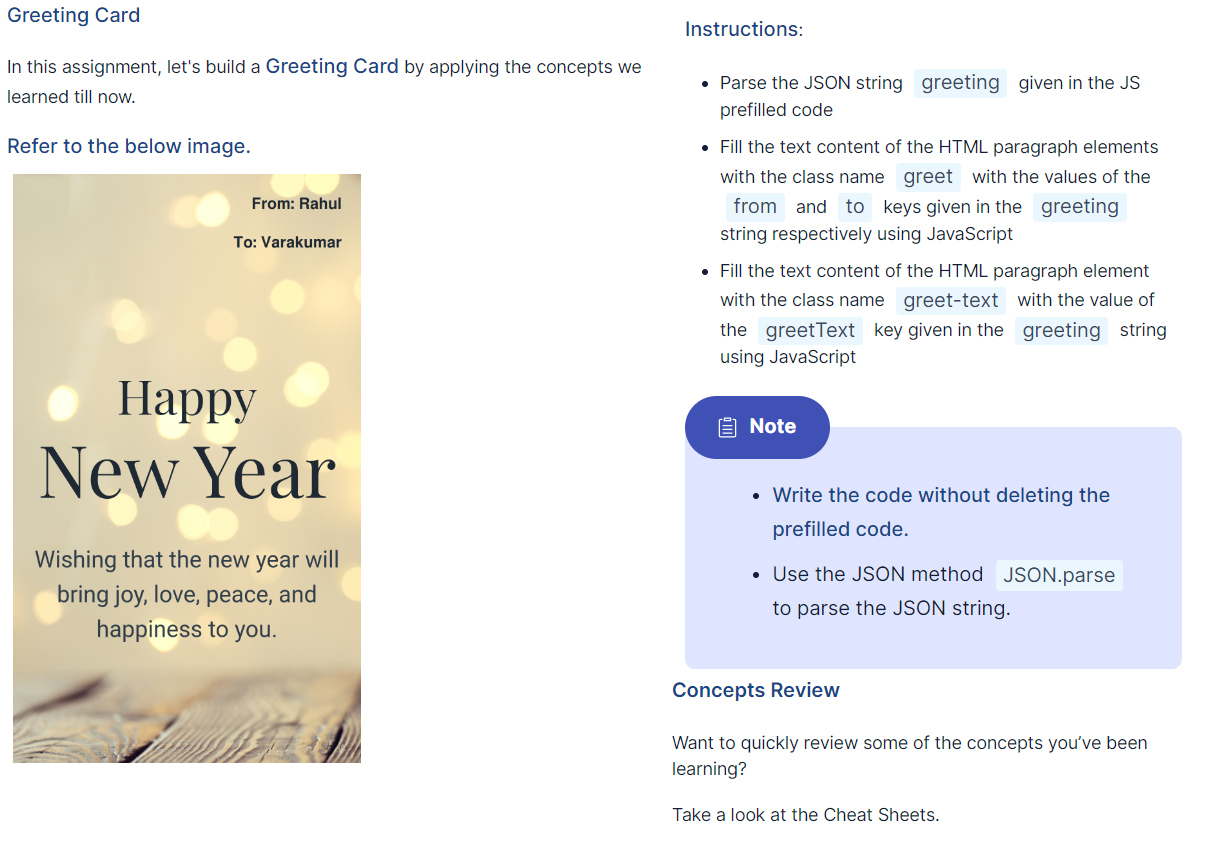 Greeting Card
In this assignment, let's build a Greeting Card by applying the concepts we
learned till now.
Refer to the below image.
From: Rahul
To: Varakumar
Happy
New Year
Wishing that the new year will
bring joy, love, peace, and
happiness to you.
Instructions:
Parse the JSON string greeting given in the JS
prefilled code
Fill the text content of the HTML paragraph elements
with the class name greet with the values of the
from and to keys given in the greeting
string respectively using JavaScript
Fill the text content of the HTML paragraph element
with the class name greet-text with the value of
the greetText key given in the greeting string
using JavaScript
Note
Write the code without deleting the
prefilled code.
Use the JSON method JSON.parse
to parse the JSON string.
Concepts Review
Want to quickly review some of the concepts you’ve been
learning?
Take a look at the Cheat Sheets.